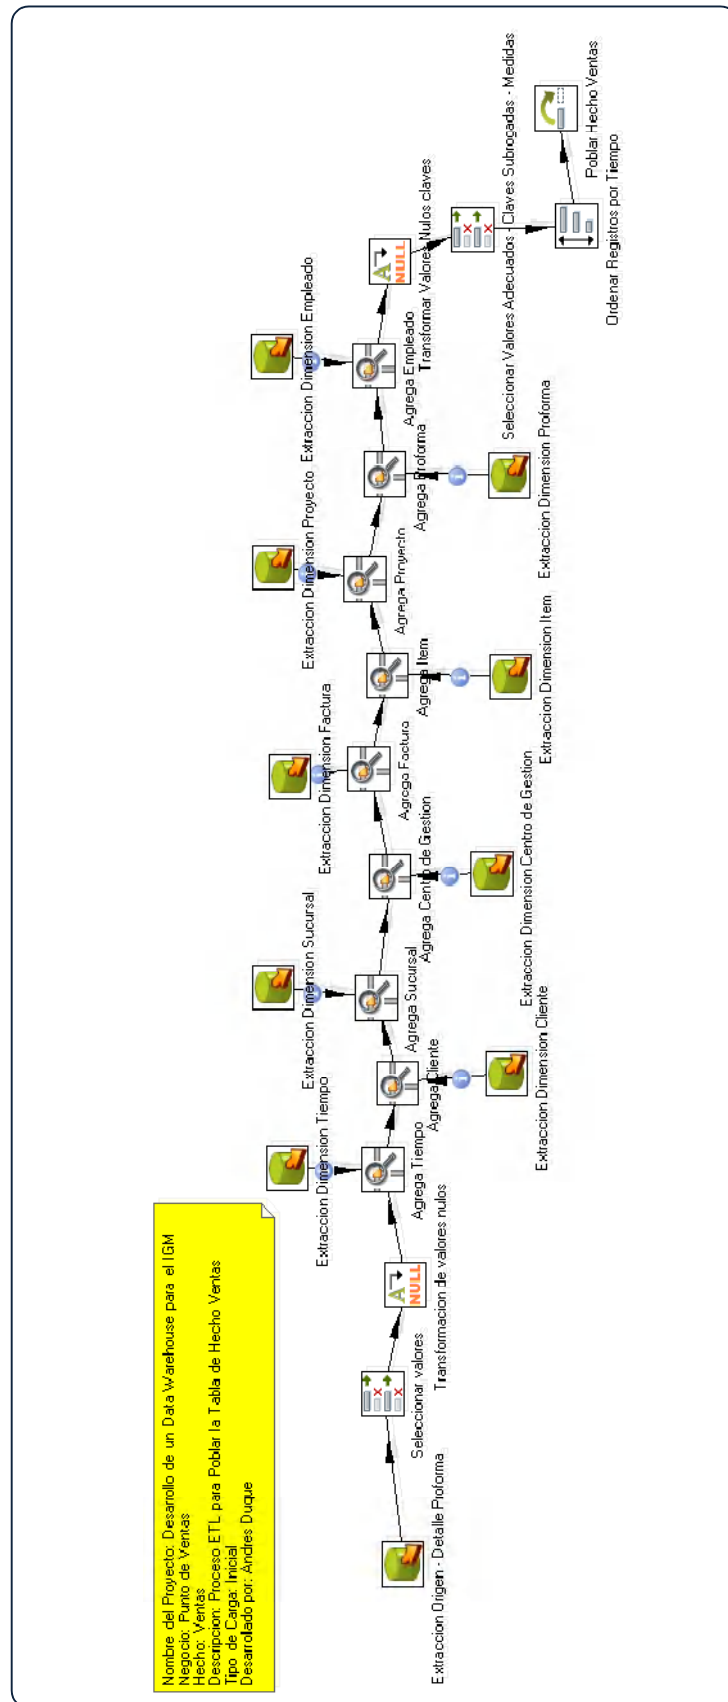 Nombre del Proyecto: Desarrollo de un Data Warehouse para el IGM
Negocio: Punto de Ventas
Hecho: Ventas
Descripcion: Proceso ETL para Poblar la Tabla de Hecho Ventas
Tipo de Carga: Inicial
Desarrollado por: Andres Duque
Extraccion Origen - Detalle Proforma
Seleccionar valores
NULL
Transformacion de valores nulos
Extraccion Dimension Tiempo
Agrega Tiempo
Agrega Cliente
Extraccion Dimension Cliente
Extraccion Dimension Sucursal
Agrega Sucursal
Agrega Centro de Gestion
Extraccion Dimension Centro de Gestion
Extraccion Dimension Factura
Agrega Factura
Agrega Item
Extraccion Dimension Item
Extraccion Dimension Proyecto
Agrega Proyecto
Agrega Proforma
Extraccion Dimension Proforma
Extraccion Dimension Empleado
Agrega Empleado
NULL
Transformar Valores Nulos claves
Seleccionar Valores Adecuados - Claves Subrogadas - Medidas
Ordenar Registros por Tiempo
Poblar Hecho Ventas